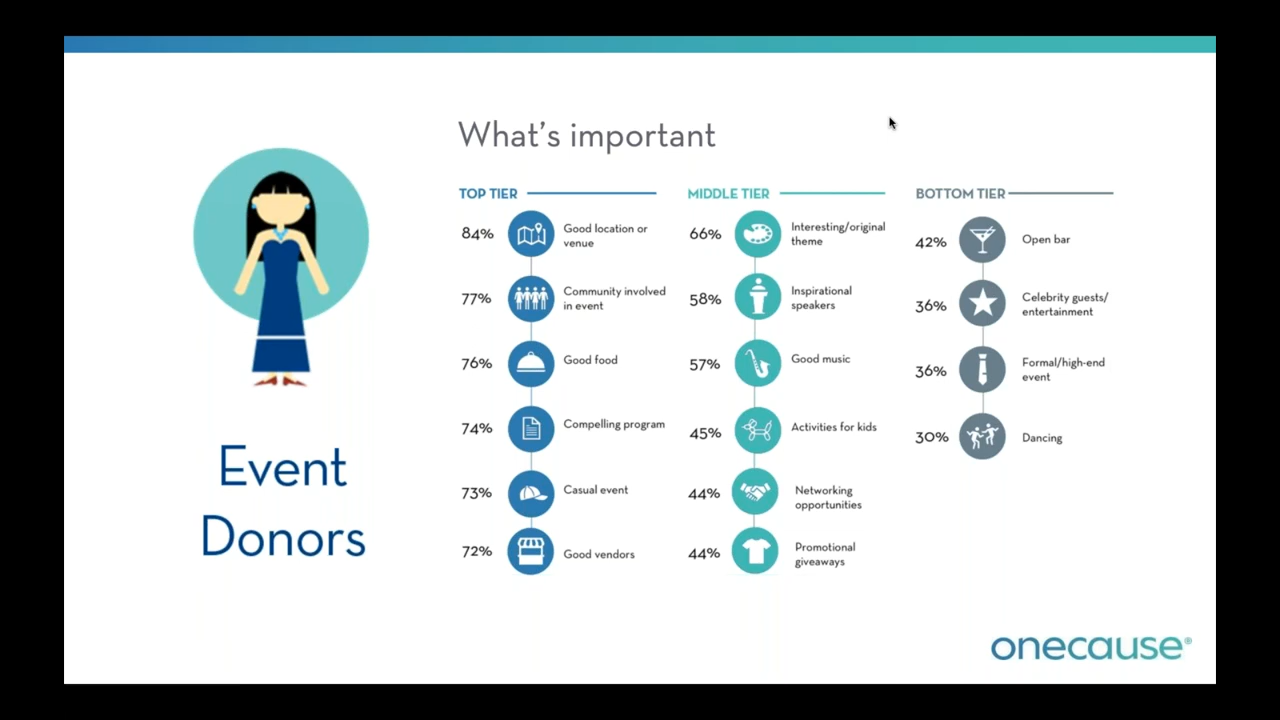 What's important
TOP TIER
84%
Good location or
venue
77%
Community involved
in event
76%
Good food
74%
Compelling program
73%
Casual event
72%
Good vendors
MIDDLE TIER
66%
Interesting/original
theme
58%
Inspirational
speakers
57%
Good music
45%
Activities for kids
44%
Networking
opportunities
44%
Promotional
giveaways
BOTTOM TIER
42%
Open bar
36%
Celebrity guests/
entertainment
36%
Formal/high-end
event
30%
Dancing
Event
Donors
onecause®